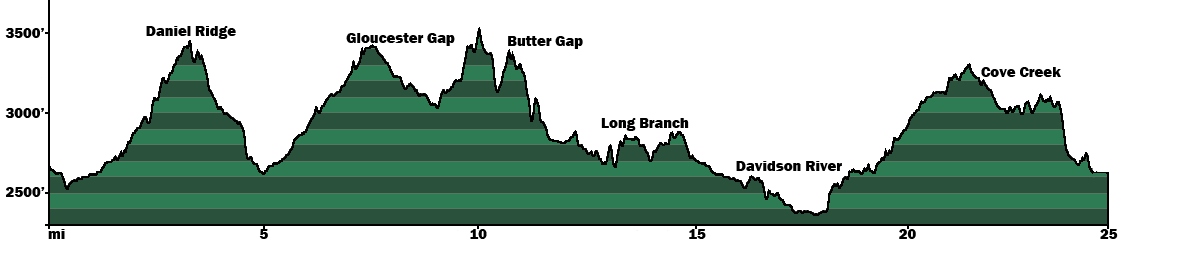 3500'
Daniel Ridge
Gloucester Gap
Butter Gap
Cove Creek
3000'
Long Branch
Davidson River
2500'
mi
5
10
15
20
25